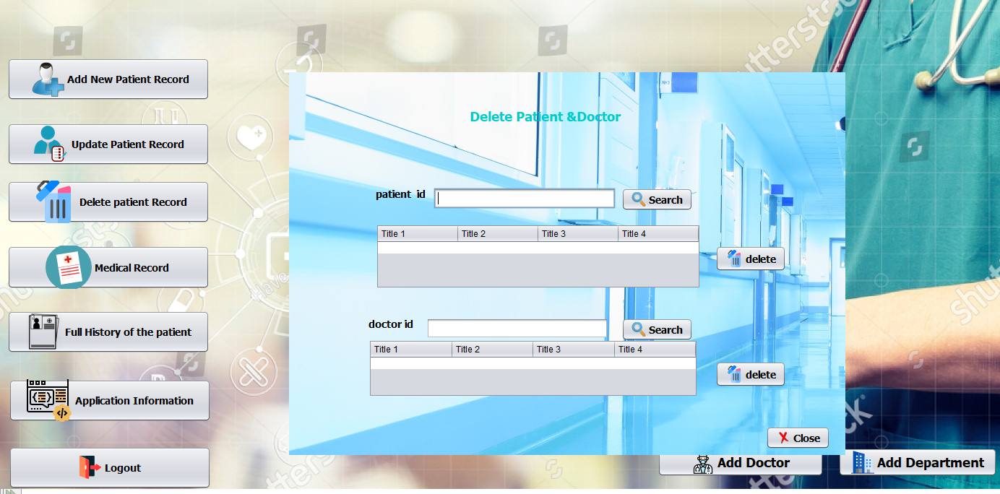 Add New Patient Record
Update Patient Record
Delete patient Record
Medical Record
Full History of the patient
Application Information
Logout
Delete Patient &Doctor
patient id
Search
Title 1 Title 2 Title 3 Title 4
delete
doctor id
Search
Title 1 Title 2 Title 3 Title 4
delete
Close
Add Doctor
Add Department